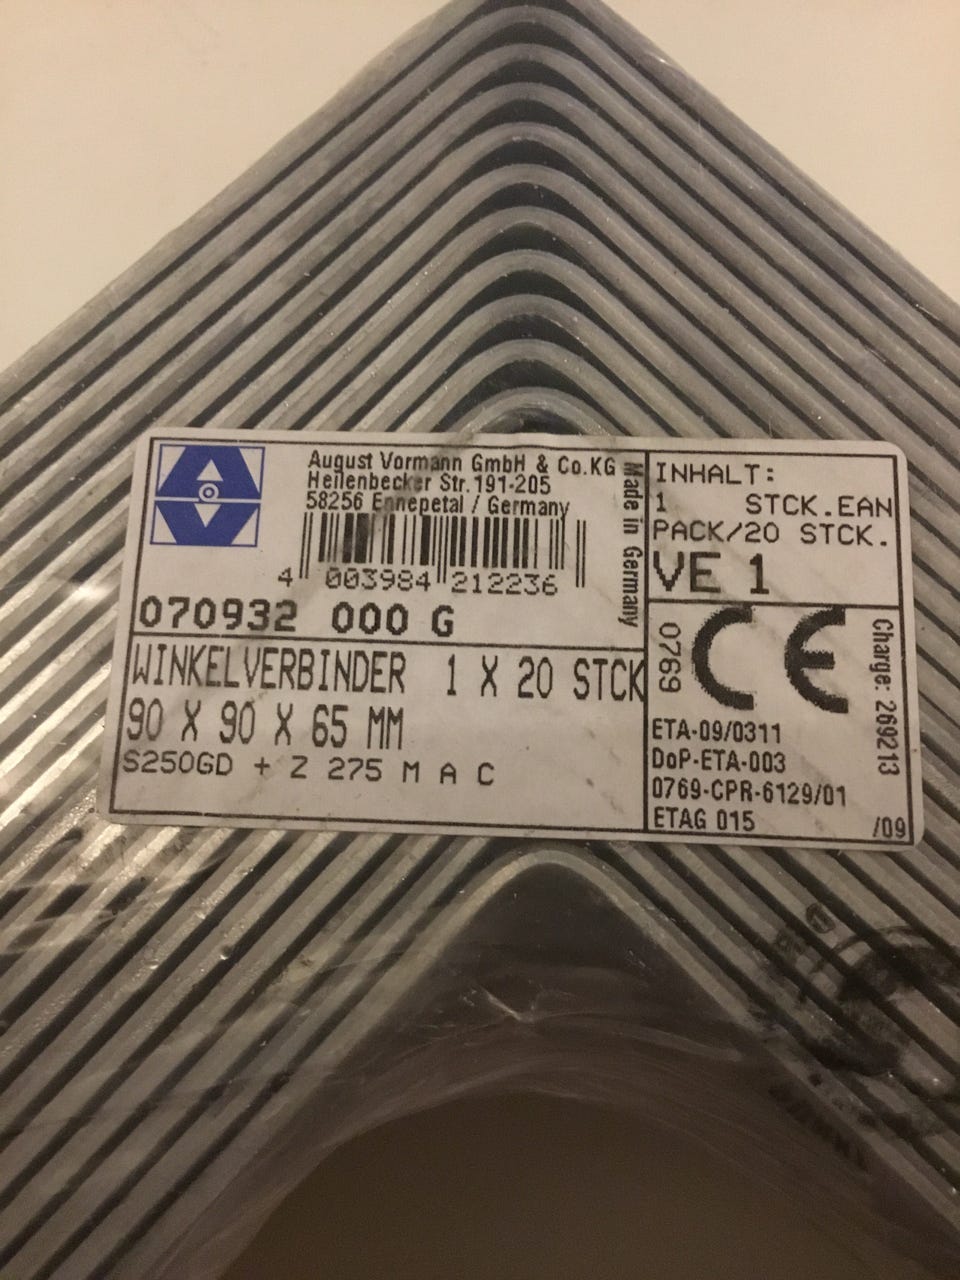 August Vormann GmbH & Co.KG
Heilenbecker Str.191-205
58256 Ennepetal / Germany
Made in Germany
4 003984 212236
070932 000 G
WINKELVERBINDER 1 X 20 STCK
90 X 90 X 65 MM
S250GD + Z 275 M A C
INHALT:
1 STCK.EAN
PACK/20 STCK.
VE 1
0769
CE
Charge: 269213
ETA-09/0311
DoP-ETA-003
0769-CPR-6129/01
ETAG 015
/09